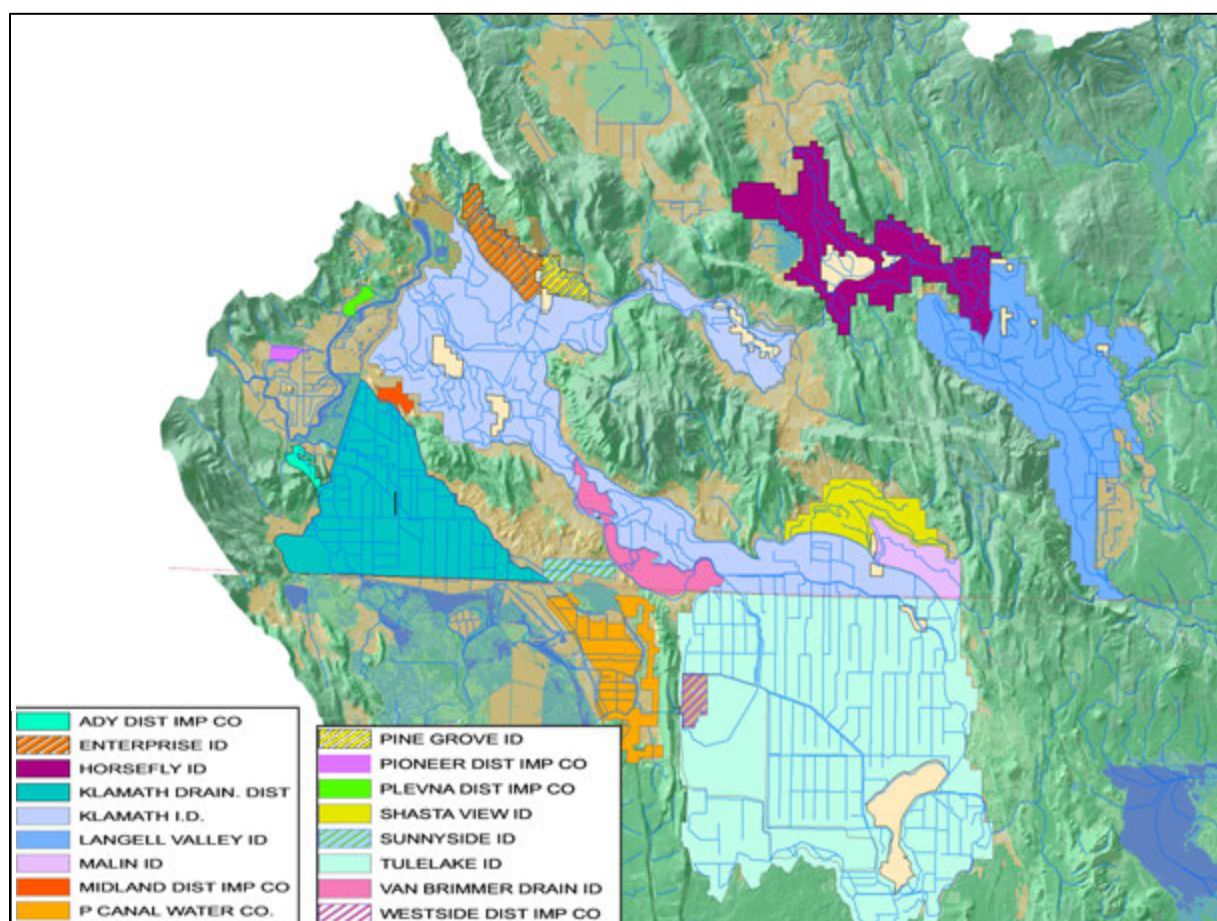 ADY DIST IMP CO
ENTERPRISE ID
HORSEFLY ID
KLAMATH DRAIN. DIST
KLAMATH I.D.
LANGELL VALLEY ID
MALIN ID
MIDLAND DIST IMP CO
P CANAL WATER CO.
PINE GROVE ID
PIONEER DIST IMP CO
PLEVNA DIST IMP CO
SHASTA VIEW ID
SUNNYSIDE ID
TULELAKE ID
VAN BRIMMER DRAIN ID
WESTSIDE DIST IMP CO